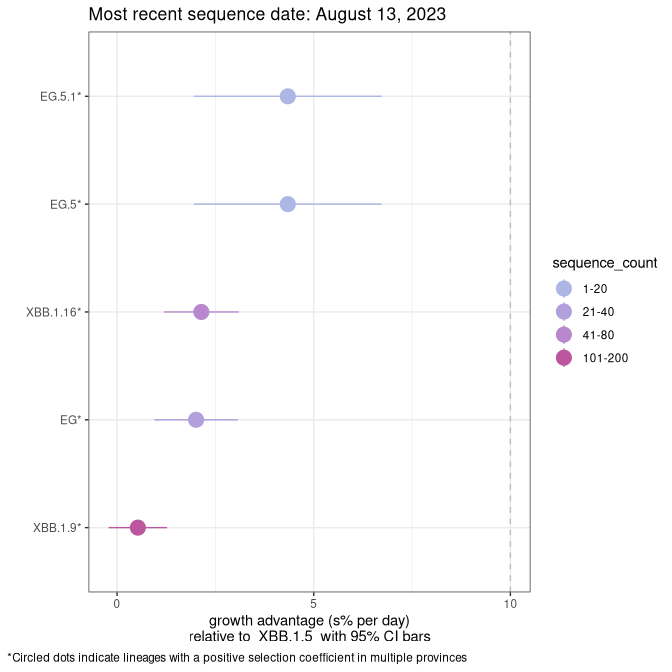 Most recent sequence date: August 13, 2023
EG.5.1*
EG.5*
XBB.1.16*
EG*
XBB.1.9*
0
5
10
growth advantage (s% per day)
relative to  XBB.1.5  with 95% CI bars
sequence_count
1-20
21-40
41-80
101-200
*Circled dots indicate lineages with a positive selection coefficient in multiple provinces